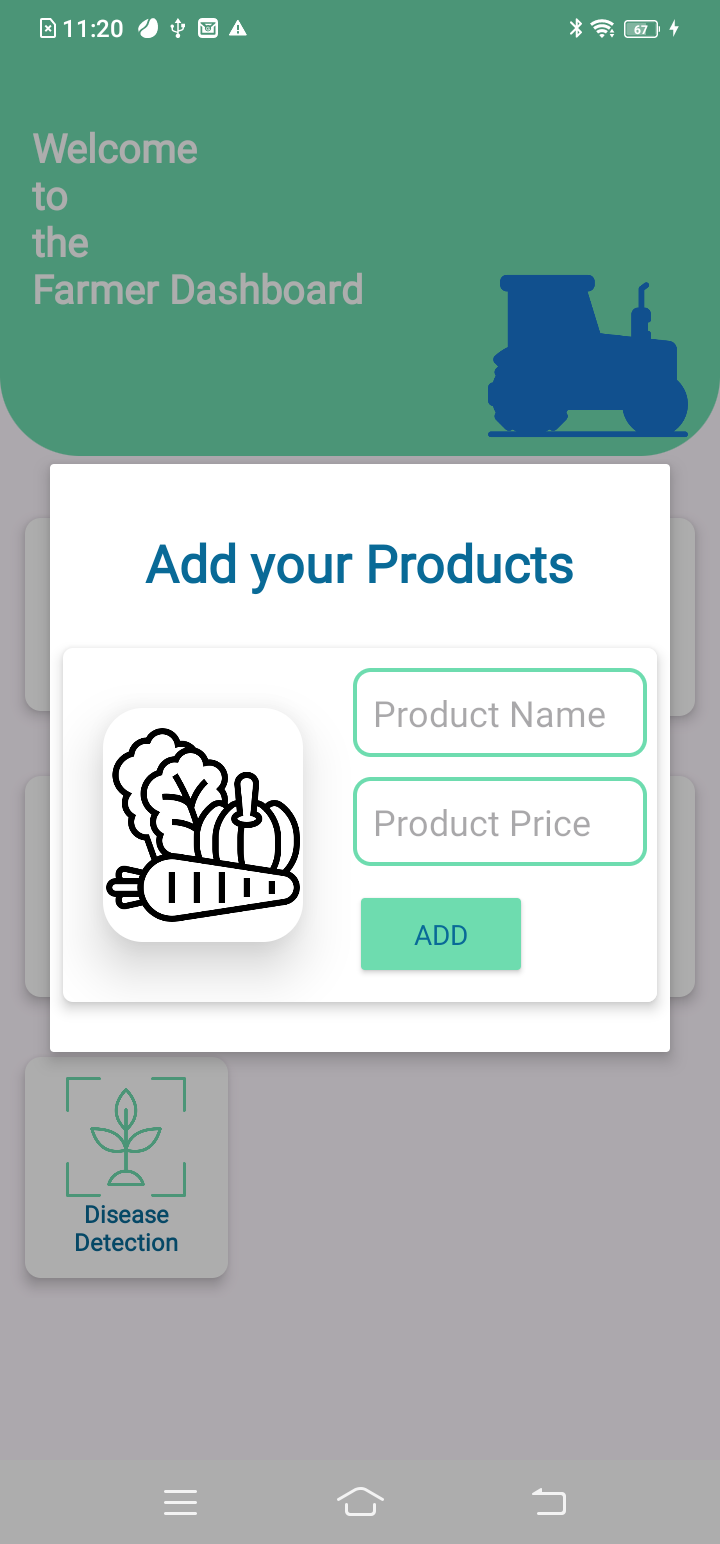 11:20
67
Welcome
to
the
Farmer Dashboard
Add your Products
Product Name
Product Price
ADD
Disease
Detection